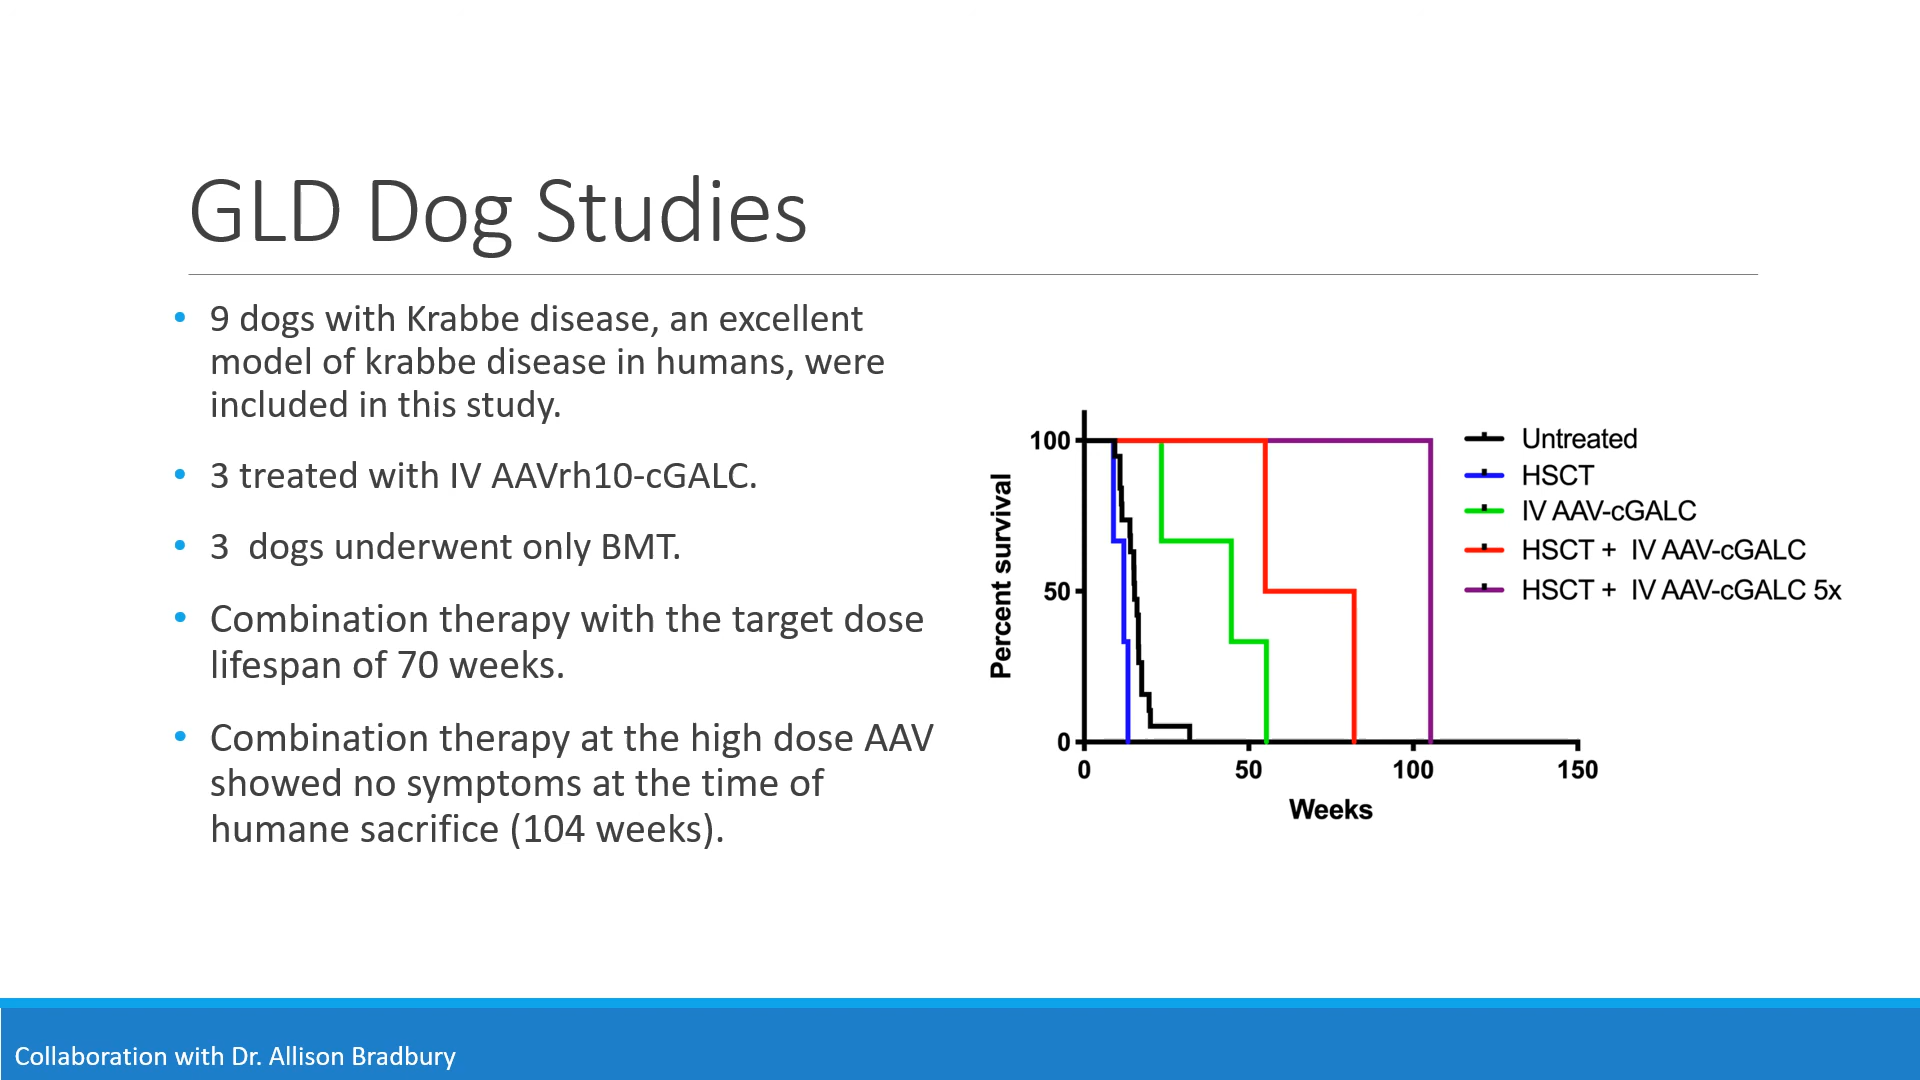 GLD Dog Studies
• 9 dogs with Krabbe disease, an excellent
model of krabbe disease in humans, were
included in this study.
• 3 treated with IV AAVrh10-cGALC.
• 3  dogs underwent only BMT.
• Combination therapy with the target dose
lifespan of 70 weeks.
• Combination therapy at the high dose AAV
showed no symptoms at the time of
humane sacrifice (104 weeks).
Percent survival
100
50
0
0 50 100 150
Weeks
Untreated
HSCT
IV AAV-cGALC
HSCT +  IV AAV-cGALC
HSCT +  IV AAV-cGALC 5x
Collaboration with Dr. Allison Bradbury